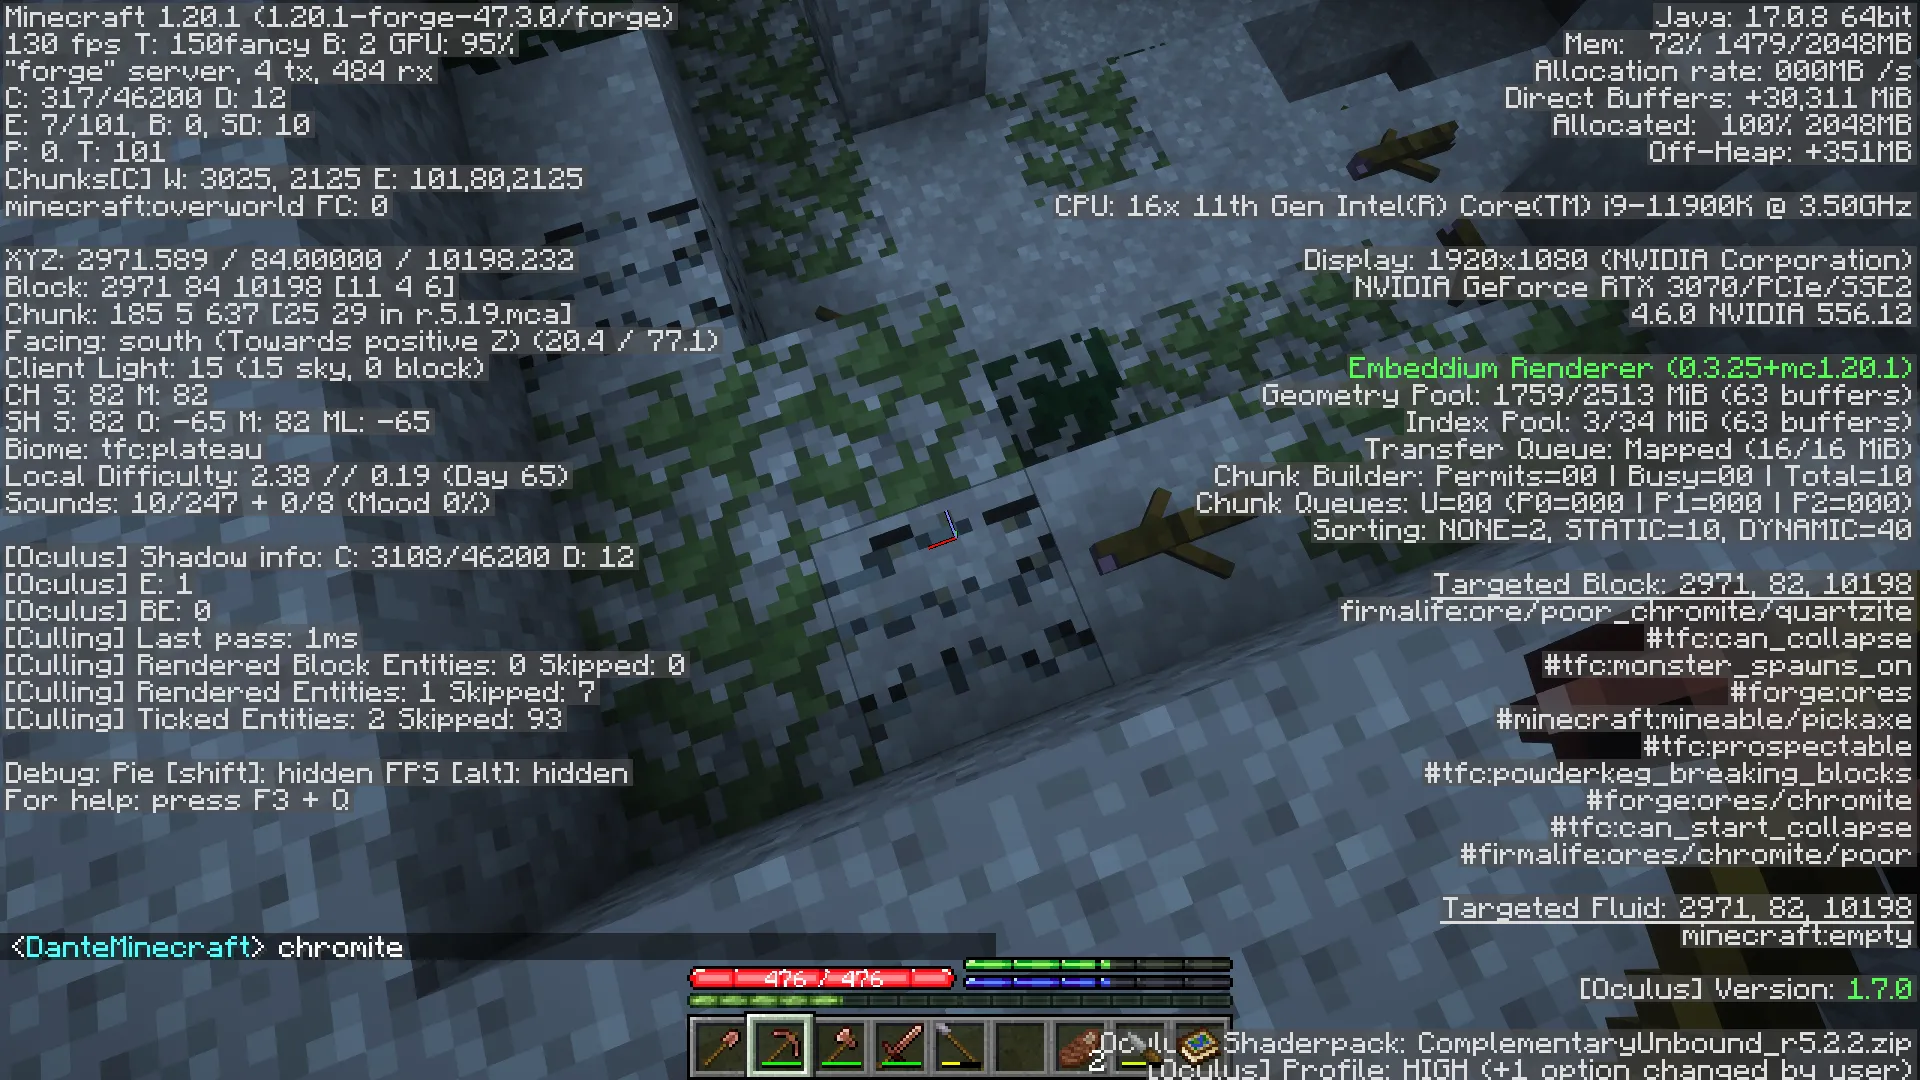 Minecraft 1.20.1 (1.20.1-forge-47.3.0/forge)
130 fps T: 150fancy B: 2 GPU: 95%
"forge" server, 4 tx, 484 rx
C: 317/46200 D: 12
E: 7/101, B: 0, SD: 10
P: 0. T: 101
Chunks[C] W: 3025, 2125 E: 101,80,2125
minecraft:overworld FC: 0
XYZ: 2971.589 / 84.00000 / 10198.232
Block: 2971 84 10198 [11 4 6]
Chunk: 185 5 637 [25 29 in r.5.19.mca]
Facing: south (Towards positive Z) (20.4 / 77.1)
Client Light: 15 (15 sky, 0 block)
CH S: 82 M: 82
SH S: 82 O: -65 M: 82 ML: -65
Biome: tfc:plateau
Local Difficulty: 2.38 // 0.19 (Day 65)
Sounds: 10/247 + 0/8 (Mood 0%)
[Oculus] Shadow info: C: 3108/46200 D: 12
[Oculus] E: 1
[Oculus] BE: 0
[Culling] Last pass: 1ms
[Culling] Rendered Block Entities: 0 Skipped: 0
[Culling] Rendered Entities: 1 Skipped: 7
[Culling] Ticked Entities: 2 Skipped: 93
Debug: Pie [shift]: hidden FPS [alt]: hidden
For help: press F3 + Q
Java: 17.0.8 64bit
Mem: 72% 1479/2048MB
Allocation rate: 000MB /s
Direct Buffers: +30,311 MiB
Allocated: 100% 2048MB
Off-Heap: +351MB
CPU: 16x 11th Gen Intel(R) Core(TM) i9-11900K @ 3.50GHz
Display: 1920x1080 (NVIDIA Corporation)
NVIDIA GeForce RTX 3070/PCIe/SSE2
4.6.0 NVIDIA 556.12
Embeddium Renderer (0.3.25+mc1.20.1)
Geometry Pool: 1759/2513 MiB (63 buffers)
Index Pool: 3/34 MiB (63 buffers)
Transfer Queue: Mapped (16/16 MiB)
Chunk Builder: Permits=00 | Busy=00 | Total=10
Chunk Queues: U=00 (P0=000 | P1=000 | P2=000)
Sorting: NONE=2, STATIC=10, DYNAMIC=40
Targeted Block: 2971, 82, 10198
firmalife:ore/poor_chromite/quartzite
#tfc:can_collapse
#tfc:monster_spawns_on
#forge:ores
#minecraft:mineable/pickaxe
#tfc:prospectable
#tfc:powderkeg_breaking_blocks
#forge:ores/chromite
#tfc:can_start_collapse
#firmalife:ores/chromite/poor
Targeted Fluid: 2971, 82, 10198
minecraft:empty
[Oculus] Version: 1.7.0
Shaderpack: ComplementaryUnbound_r5.2.2.zip
[Oculus] Profile: HIGH (+1 option changed by user)
<DanteMinecraft> chromite
476 / 476
2